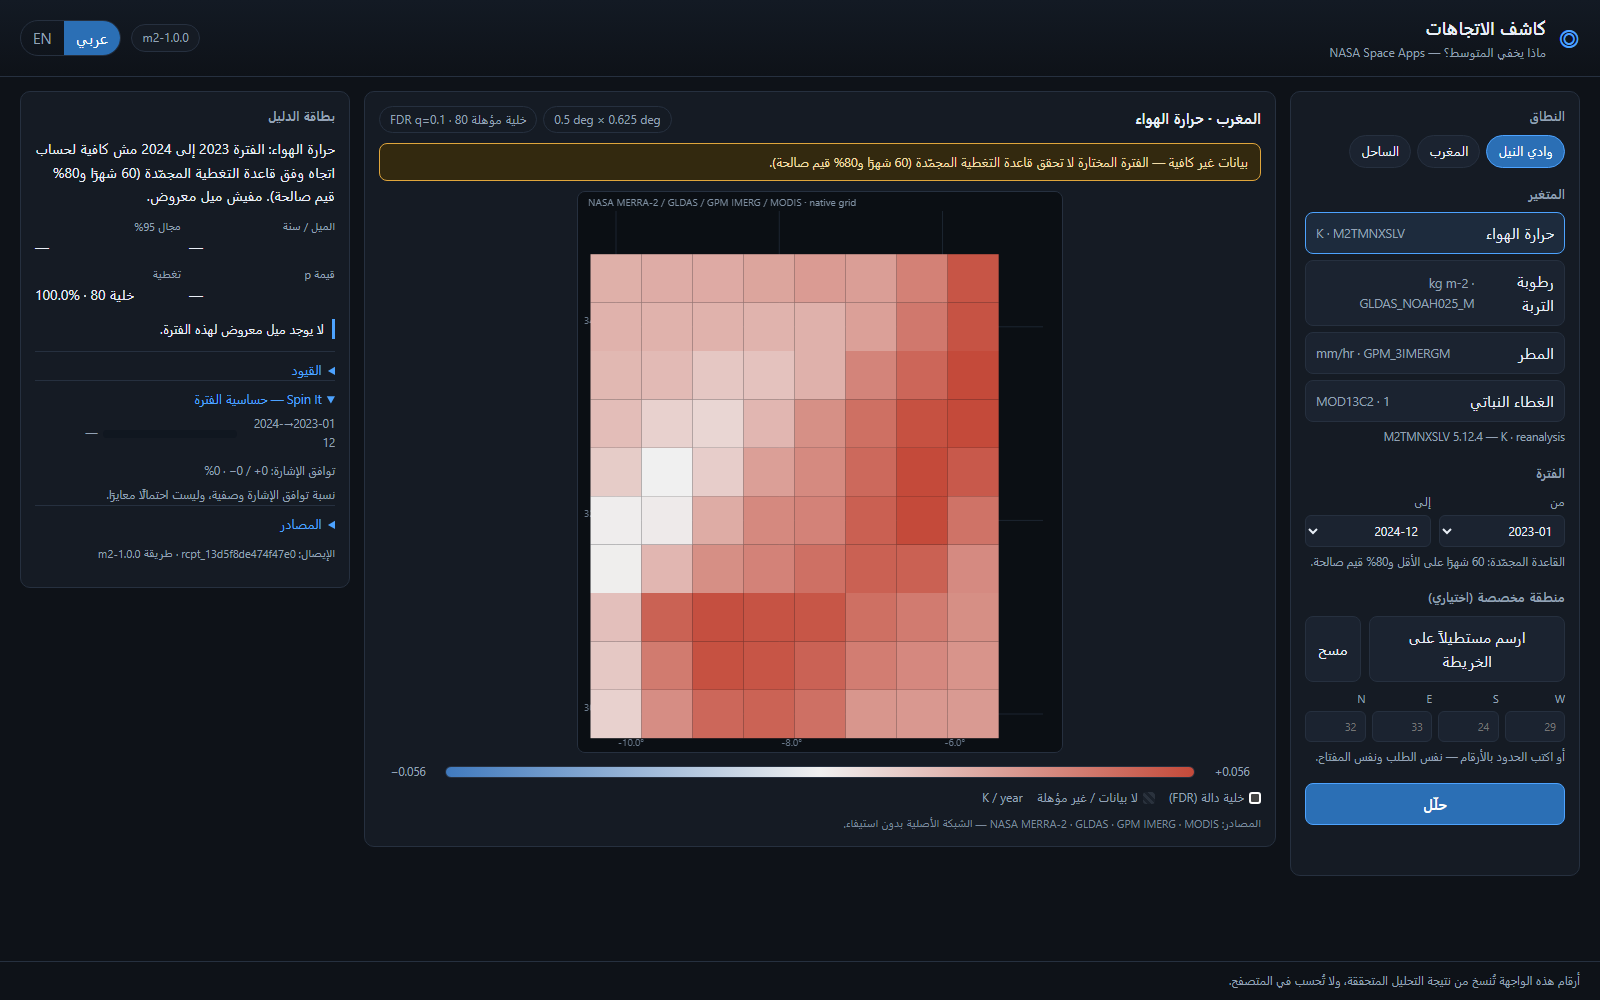 كاشف الاتجاهات
ماذا يخفي المتوسط؟ — NASA Space Apps
m2-1.0.0
عربي
EN
النطاق
وادي النيل
المغرب
الساحل
المتغير
حرارة الهواء
K · M2TMNXSLV
رطوبة التربة
kg m-2 · GLDAS_NOAH025_M
المطر
mm/hr · GPM_3IMERGM
الغطاء النباتي
MOD13C2 · 1
M2TMNXSLV 5.12.4 — K · reanalysis
الفترة
من
إلى
2023-01
2024-12
القاعدة المجمّدة: 60 شهرًا على الأقل و80% قيم صالحة.
منطقة مخصصة (اختياري)
ارسم مستطيلًا على الخريطة
مسح
W
S
E
N
29
24
33
32
أو اكتب الحدود بالأرقام — نفس الطلب ونفس المفتاح.
حلّل
المغرب · حرارة الهواء
0.5 deg × 0.625 deg
FDR q=0.1 · 80 خلية مؤهلة
بيانات غير كافية — الفترة المختارة لا تحقق قاعدة التغطية المجمّدة (60 شهرًا و80% قيم صالحة).
NASA MERRA-2 / GLDAS / GPM IMERG / MODIS · native grid
-10.0°
-8.0°
-6.0°
−0.056
+0.056
خلية دالة (FDR)
لا بيانات / غير مؤهلة
K / year
المصادر: NASA MERRA-2 · GLDAS · GPM IMERG · MODIS — الشبكة الأصلية بدون استيفاء.
بطاقة الدليل
حرارة الهواء: الفترة 2023 إلى 2024 مش كافية لحساب
اتجاه وفق قاعدة التغطية المجمّدة (60 شهرًا و80%
قيم صالحة). مفيش ميل معروض.
الميل / سنة
مجال 95%
—
—
قيمة p
تغطية
—
100.0% · 80 خلية
لا يوجد ميل معروض لهذه الفترة.
القيود
Spin It — حساسية الفترة
2023-01→2024-
12
—
توافق الإشارة: 0+ / 0− · 0%
نسبة توافق الإشارة وصفية، وليست احتمالًا معايرًا.
المصادر
الإيصال: rcpt_13d5f8de474f47e0 · طريقة m2-1.0.0
أرقام هذه الواجهة تُنسخ من نتيجة التحليل المتحققة، ولا تُحسب في المتصفح.